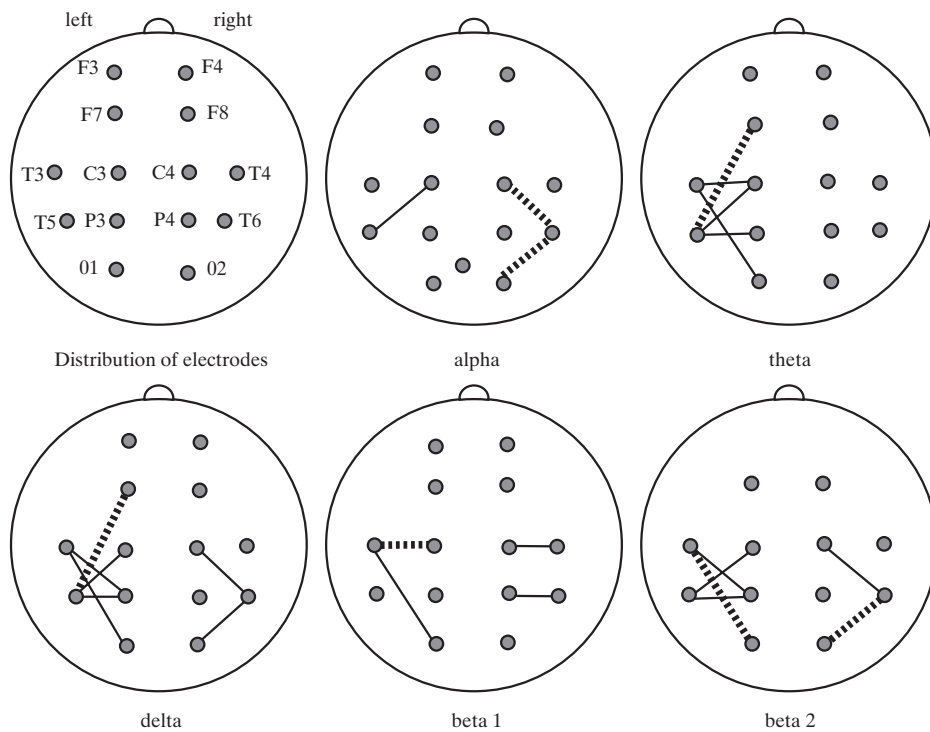 left right
F3 F4
F7 F8
T3 C3 C4 T4
T5 P3 P4 T6
01 02
Distribution of electrodes alpha theta
delta beta 1 beta 2